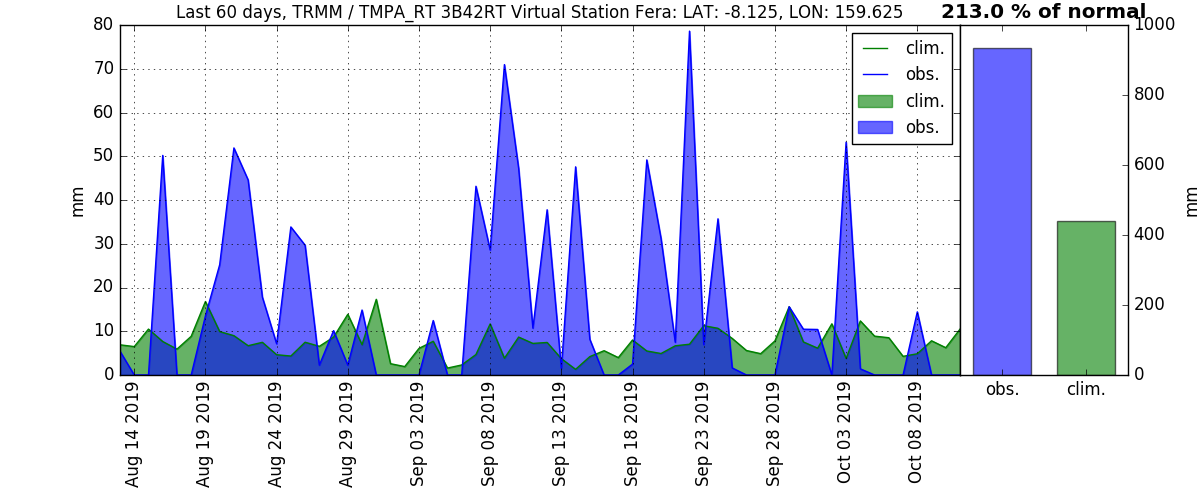 Last 60 days, TRMM / TMPA_RT 3B42RT Virtual Station Fera: LAT: -8.125, LON: 159.625
213.0 % of normal
80
70
60
50
40
30
20
10
0
mm
clim.
obs.
clim.
obs.
Aug 14 2019
Aug 19 2019
Aug 24 2019
Aug 29 2019
Sep 03 2019
Sep 08 2019
Sep 13 2019
Sep 18 2019
Sep 23 2019
Sep 28 2019
Oct 03 2019
Oct 08 2019
1000
800
600
400
200
0
mm
obs.
clim.